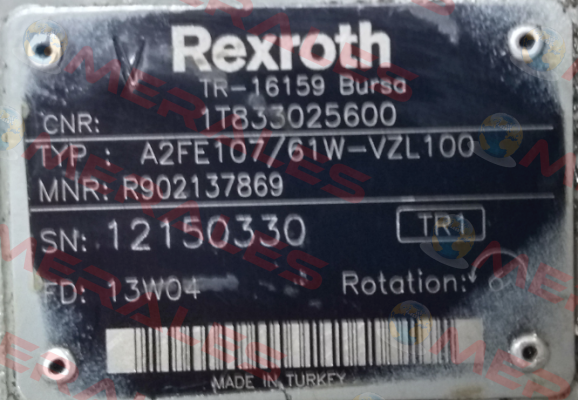 Rexroth
TR-16159 Bursa
CNR: 1T833025600
TYP : A2FE107/61W-VZL100
MNR: R902137869
SN: 12150330 TR1
FD: 13W04 Rotation:
MADE IN TURKEY
MERALES